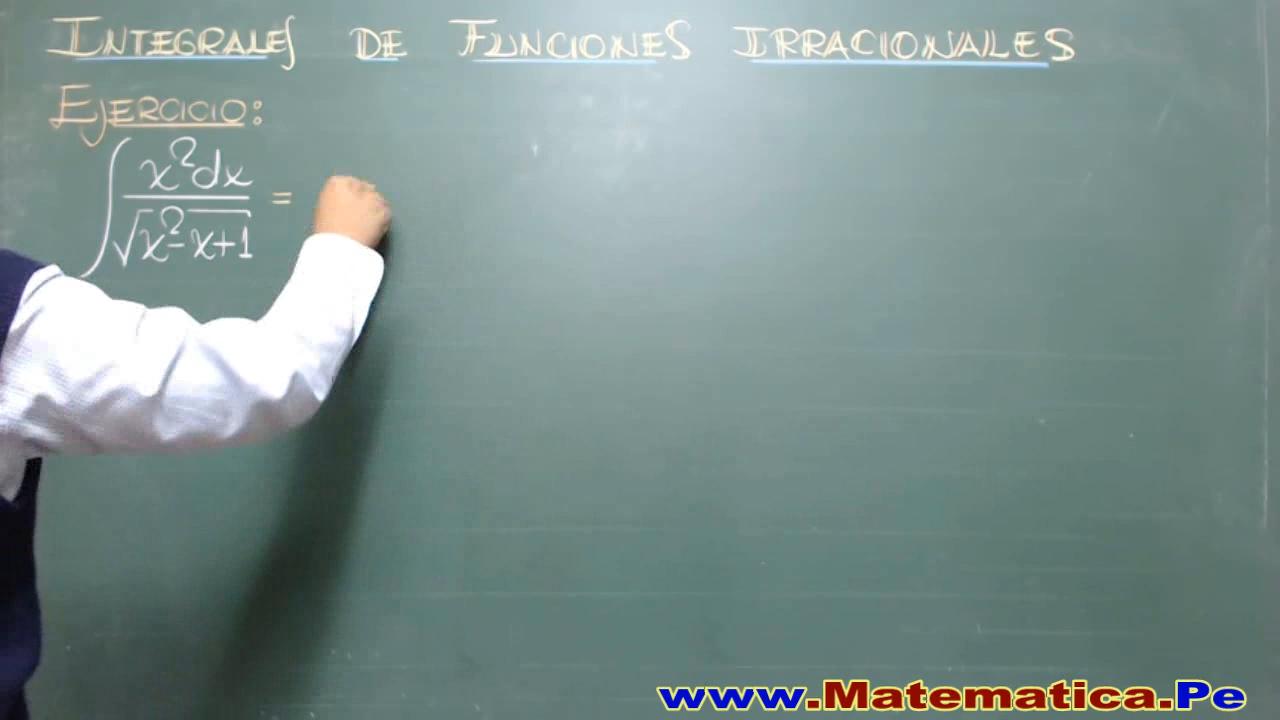 INTEGRALES DE FUNCIONES IRRACIONALES
EJERCICIO:
∫ x²dx / √x²-x+1 =
www.Matematica.Pe